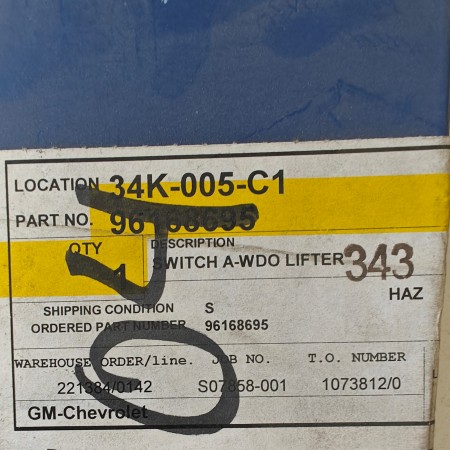 LOCATION 34K-005-C1
PART NO. 96168695
QTY DESCRIPTION
1 SWITCH A-WDO LIFTER 343
HAZ
SHIPPING CONDITION S
ORDERED PART NUMBER 96168695
WAREHOUSE ORDER/line. JOB NO. T.O. NUMBER
221384/0142 S07858-001 1073812/0
GM-Chevrolet